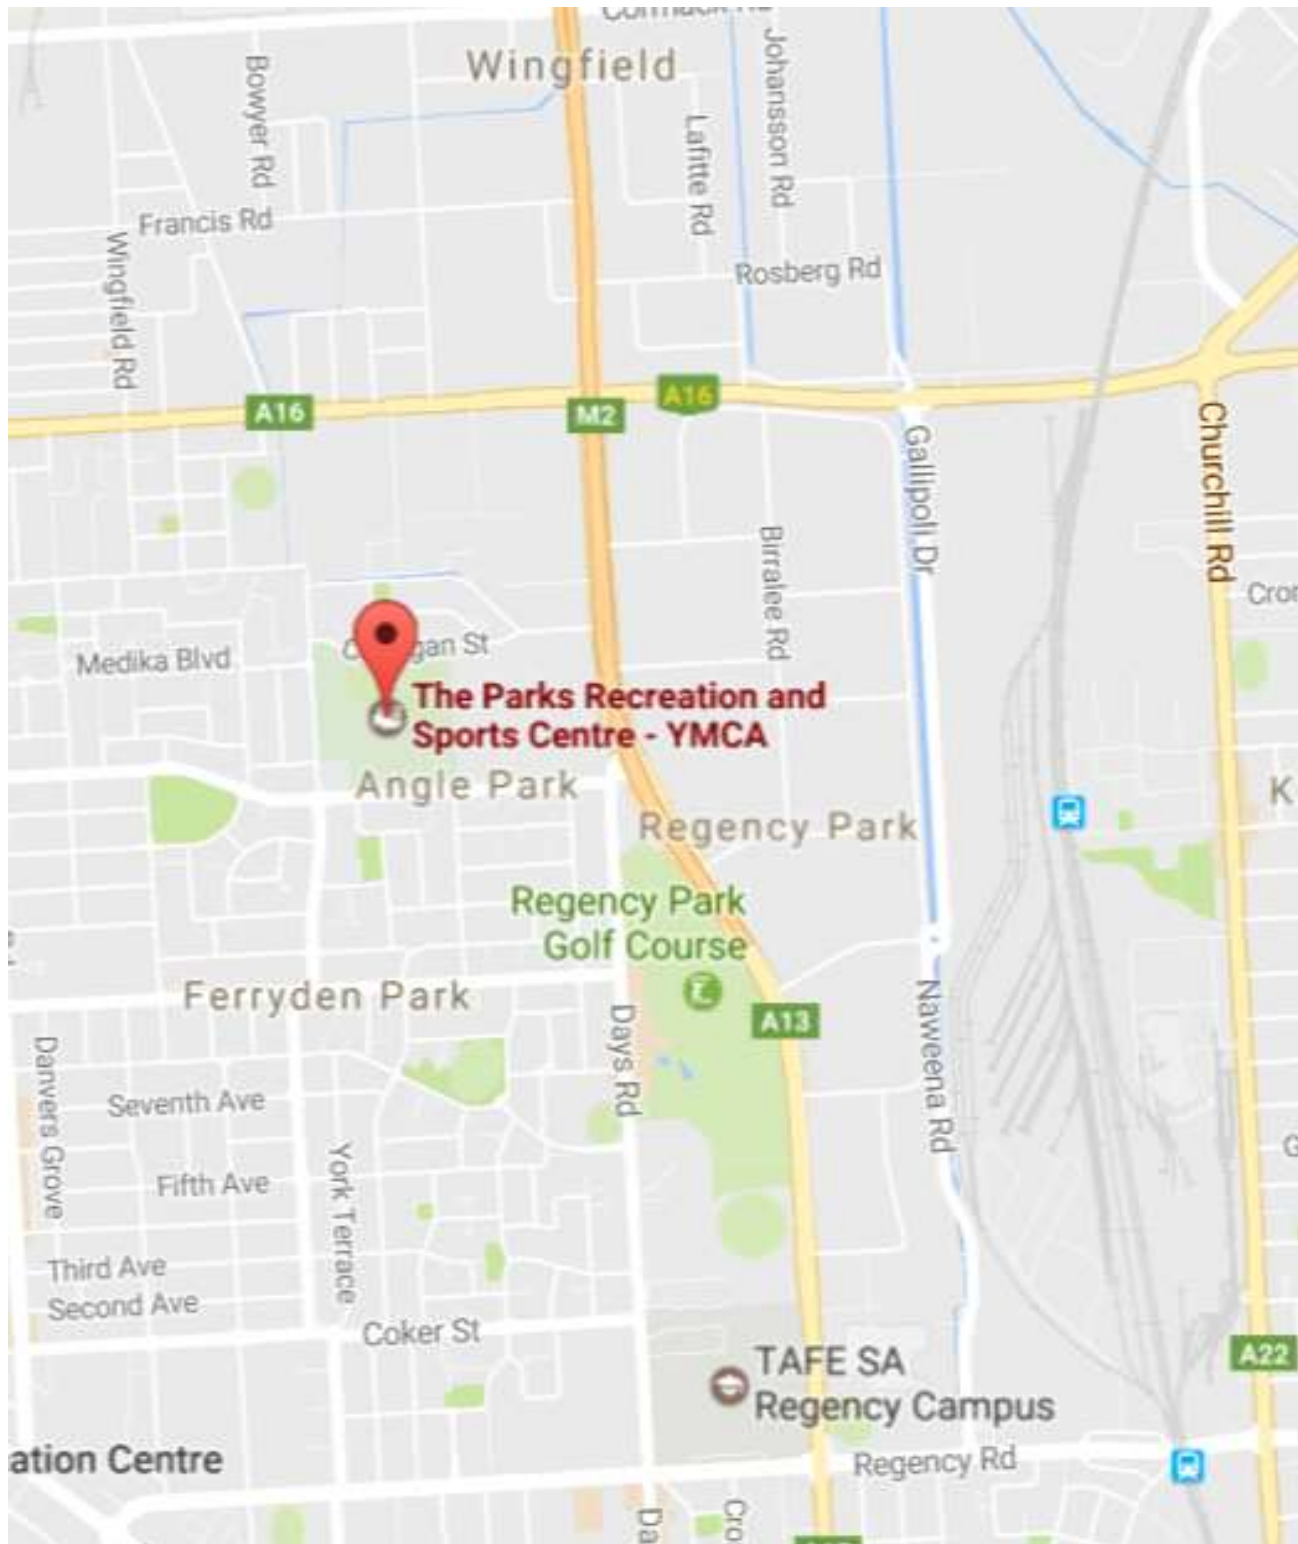 Wingfield
Bowyer Rd
Johansson Rd
Lafitte Rd
Francis Rd
Wingfield Rd
Rosberg Rd
A16
M2
A16
Churchill Rd
Gallipoli Dr
Birralee Rd
Medika Blvd
The Parks Recreation and
Sports Centre - YMCA
Angle Park
Regency Park
Regency Park
Golf Course
Ferryden Park
A13
Days Rd
Naweena Rd
Danvers Grove
Seventh Ave
Fifth Ave
York Terrace
Third Ave
Second Ave
Coker St
A22
TAFE SA
Regency Campus
ation Centre
Regency Rd
Da
Cro